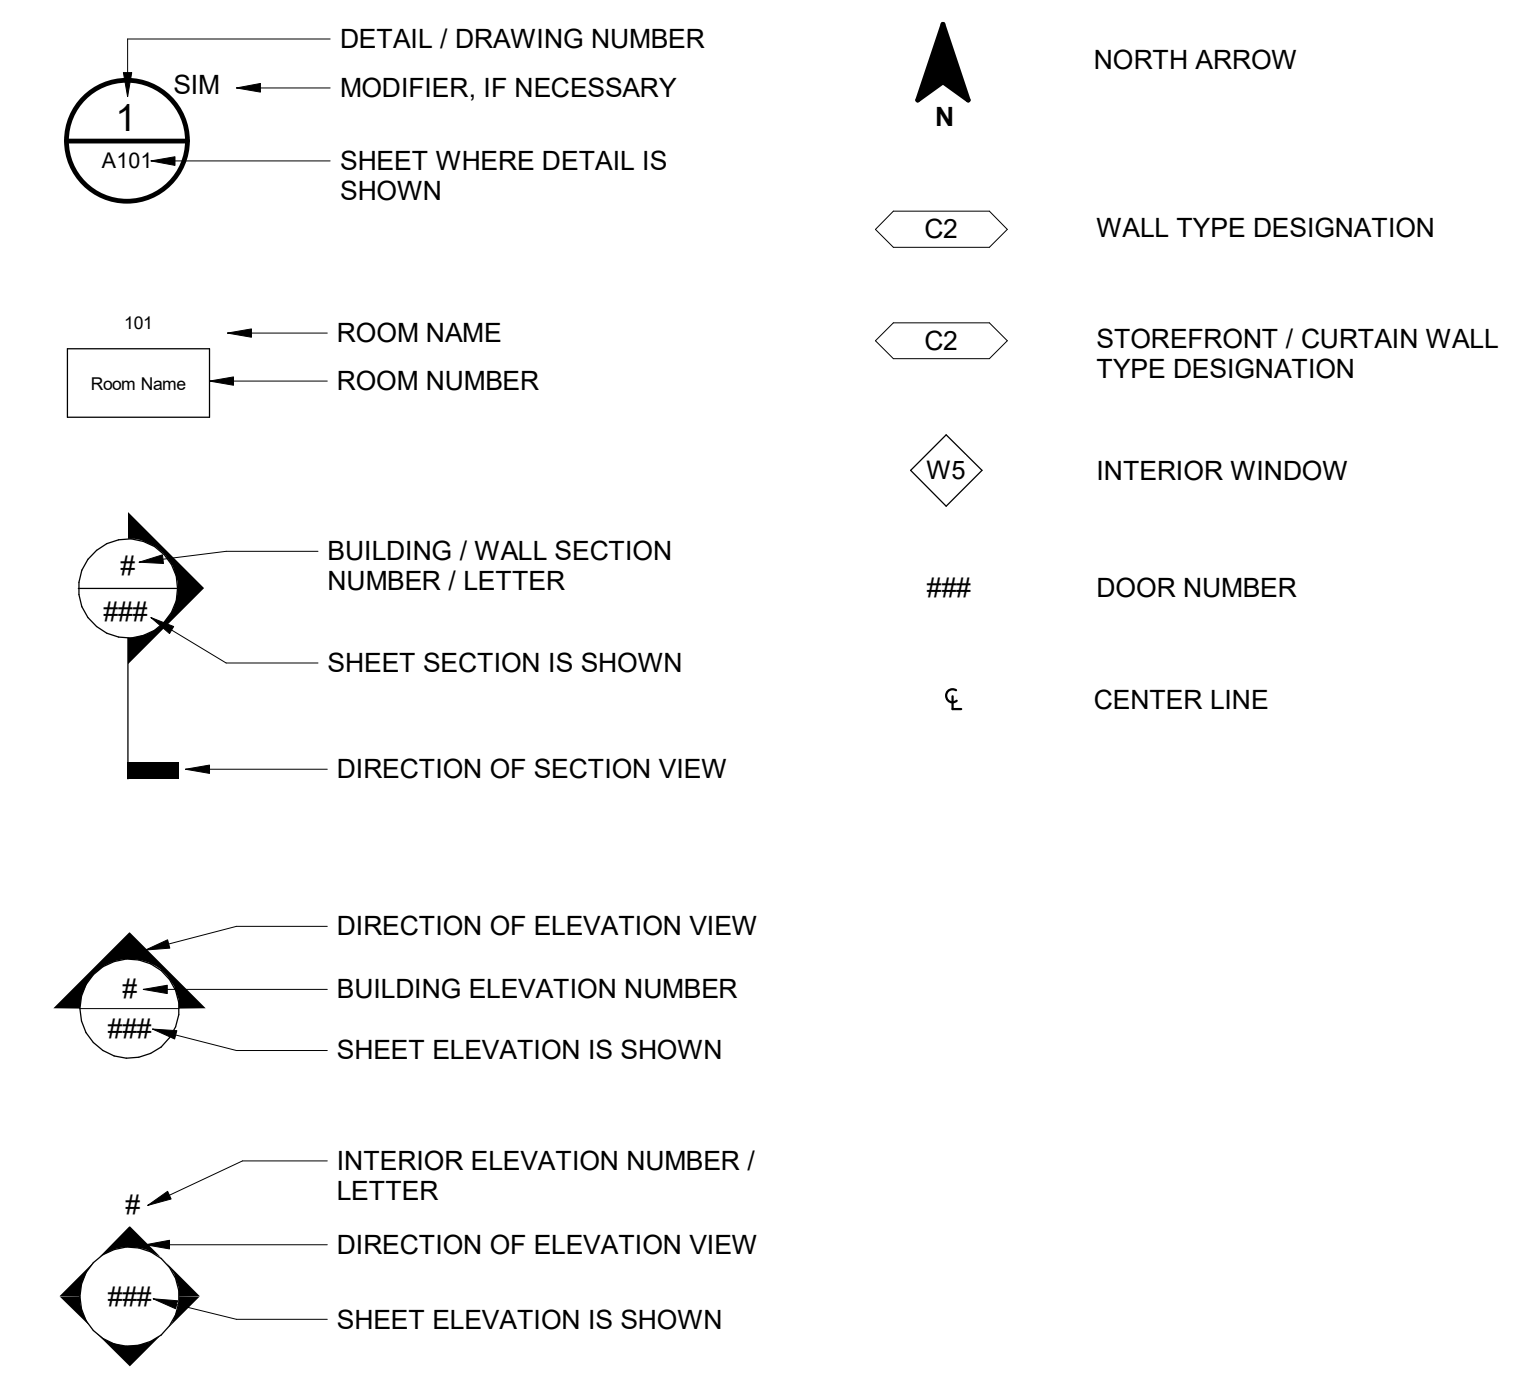 DETAIL / DRAWING NUMBER
SIM
MODIFIER, IF NECESSARY
1
A101
SHEET WHERE DETAIL IS
SHOWN
101
ROOM NAME
Room Name
ROOM NUMBER
#
BUILDING / WALL SECTION
NUMBER / LETTER
###
SHEET SECTION IS SHOWN
DIRECTION OF SECTION VIEW
DIRECTION OF ELEVATION VIEW
#
BUILDING ELEVATION NUMBER
###
SHEET ELEVATION IS SHOWN
INTERIOR ELEVATION NUMBER /
LETTER
#
DIRECTION OF ELEVATION VIEW
###
SHEET ELEVATION IS SHOWN
N
NORTH ARROW
C2
WALL TYPE DESIGNATION
C2
STOREFRONT / CURTAIN WALL
TYPE DESIGNATION
W5
INTERIOR WINDOW
###
DOOR NUMBER
℄
CENTER LINE